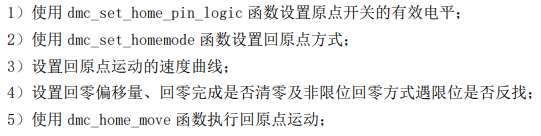 1）使用 dmc_set_home_pin_logic 函数设置原点开关的有效电平；
2）使用 dmc_set_homemode 函数设置回原点方式；
3）设置回原点运动的速度曲线；
4）设置回零偏移量、回零完成是否清零及非限位回零方式遇限位是否反找；
5）使用 dmc_home_move 函数执行回原点运动；